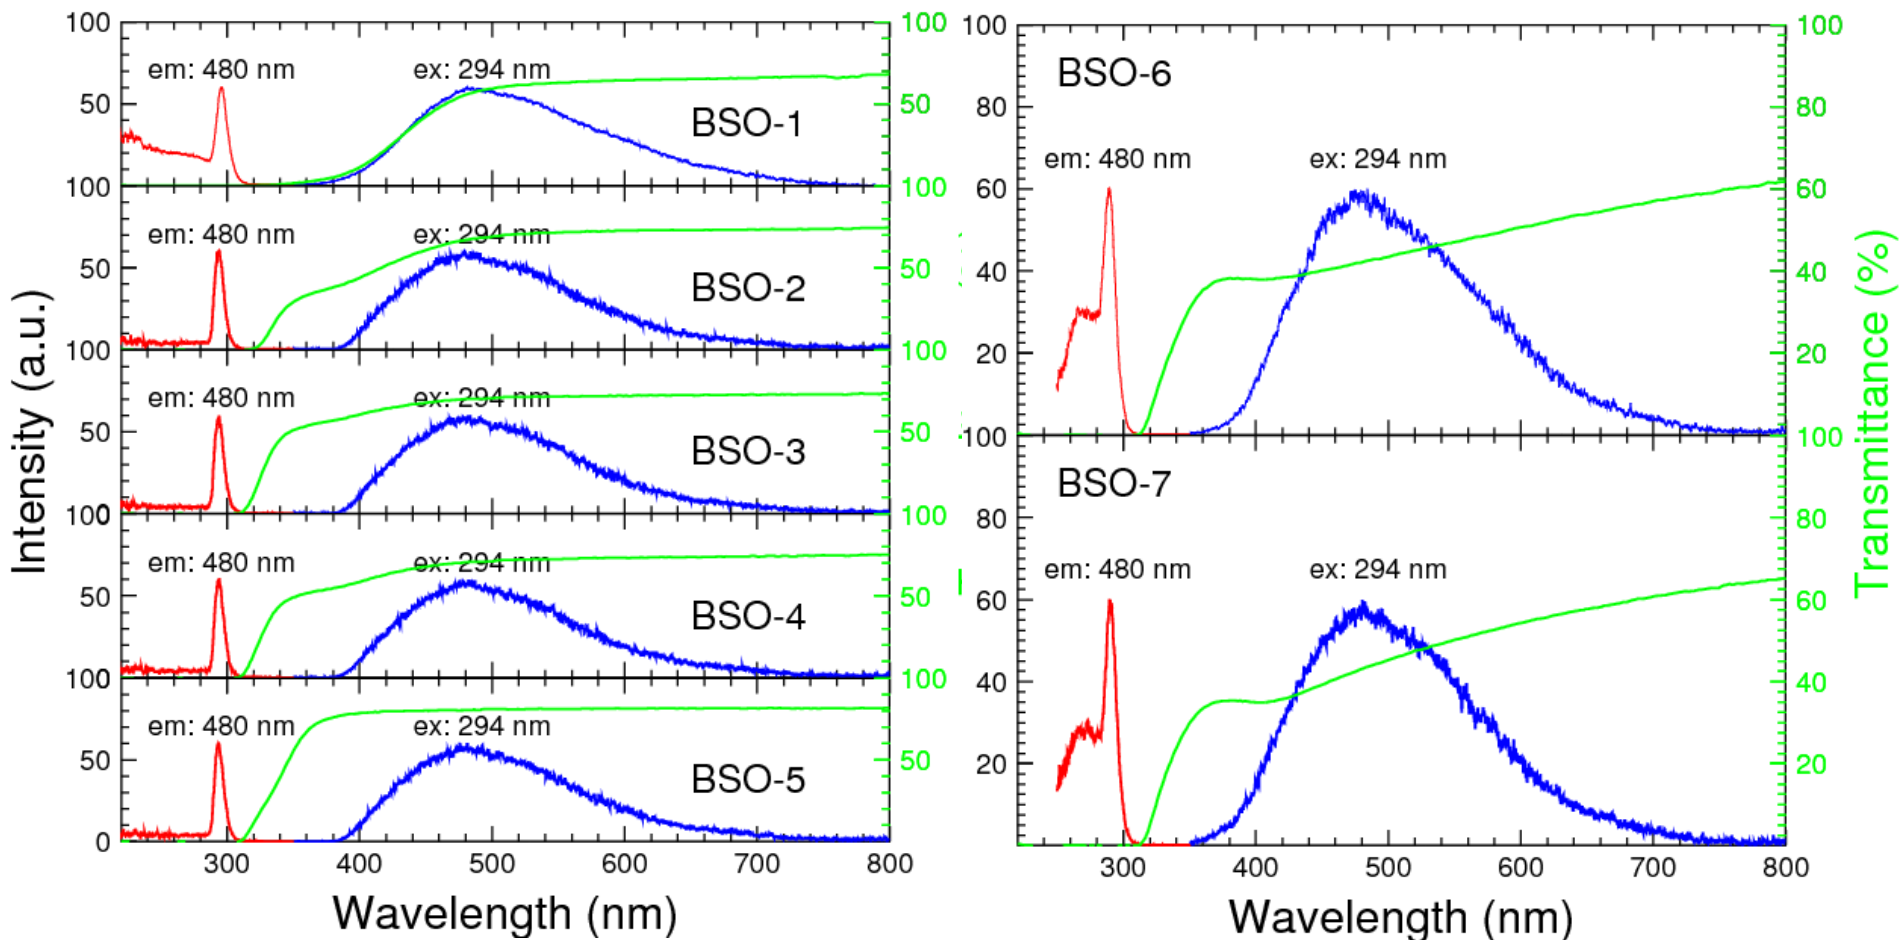 100
100
em: 480 nm
ex: 294 nm
50
50
BSO-1
100
100
em: 480 nm
ex: 294 nm
50
50
BSO-2
100
100
em: 480 nm
ex: 294 nm
50
50
BSO-3
100
100
em: 480 nm
ex: 294 nm
50
50
BSO-4
100
100
em: 480 nm
ex: 294 nm
50
50
BSO-5
0
300
400
500
600
700
800
Wavelength (nm)
Intensity (a.u.)
100
100
BSO-6
80
80
em: 480 nm
ex: 294 nm
60
60
40
40
20
20
100
100
BSO-7
80
80
em: 480 nm
ex: 294 nm
60
60
40
40
20
20
300
400
500
600
700
800
Wavelength (nm)
Transmittance (%)